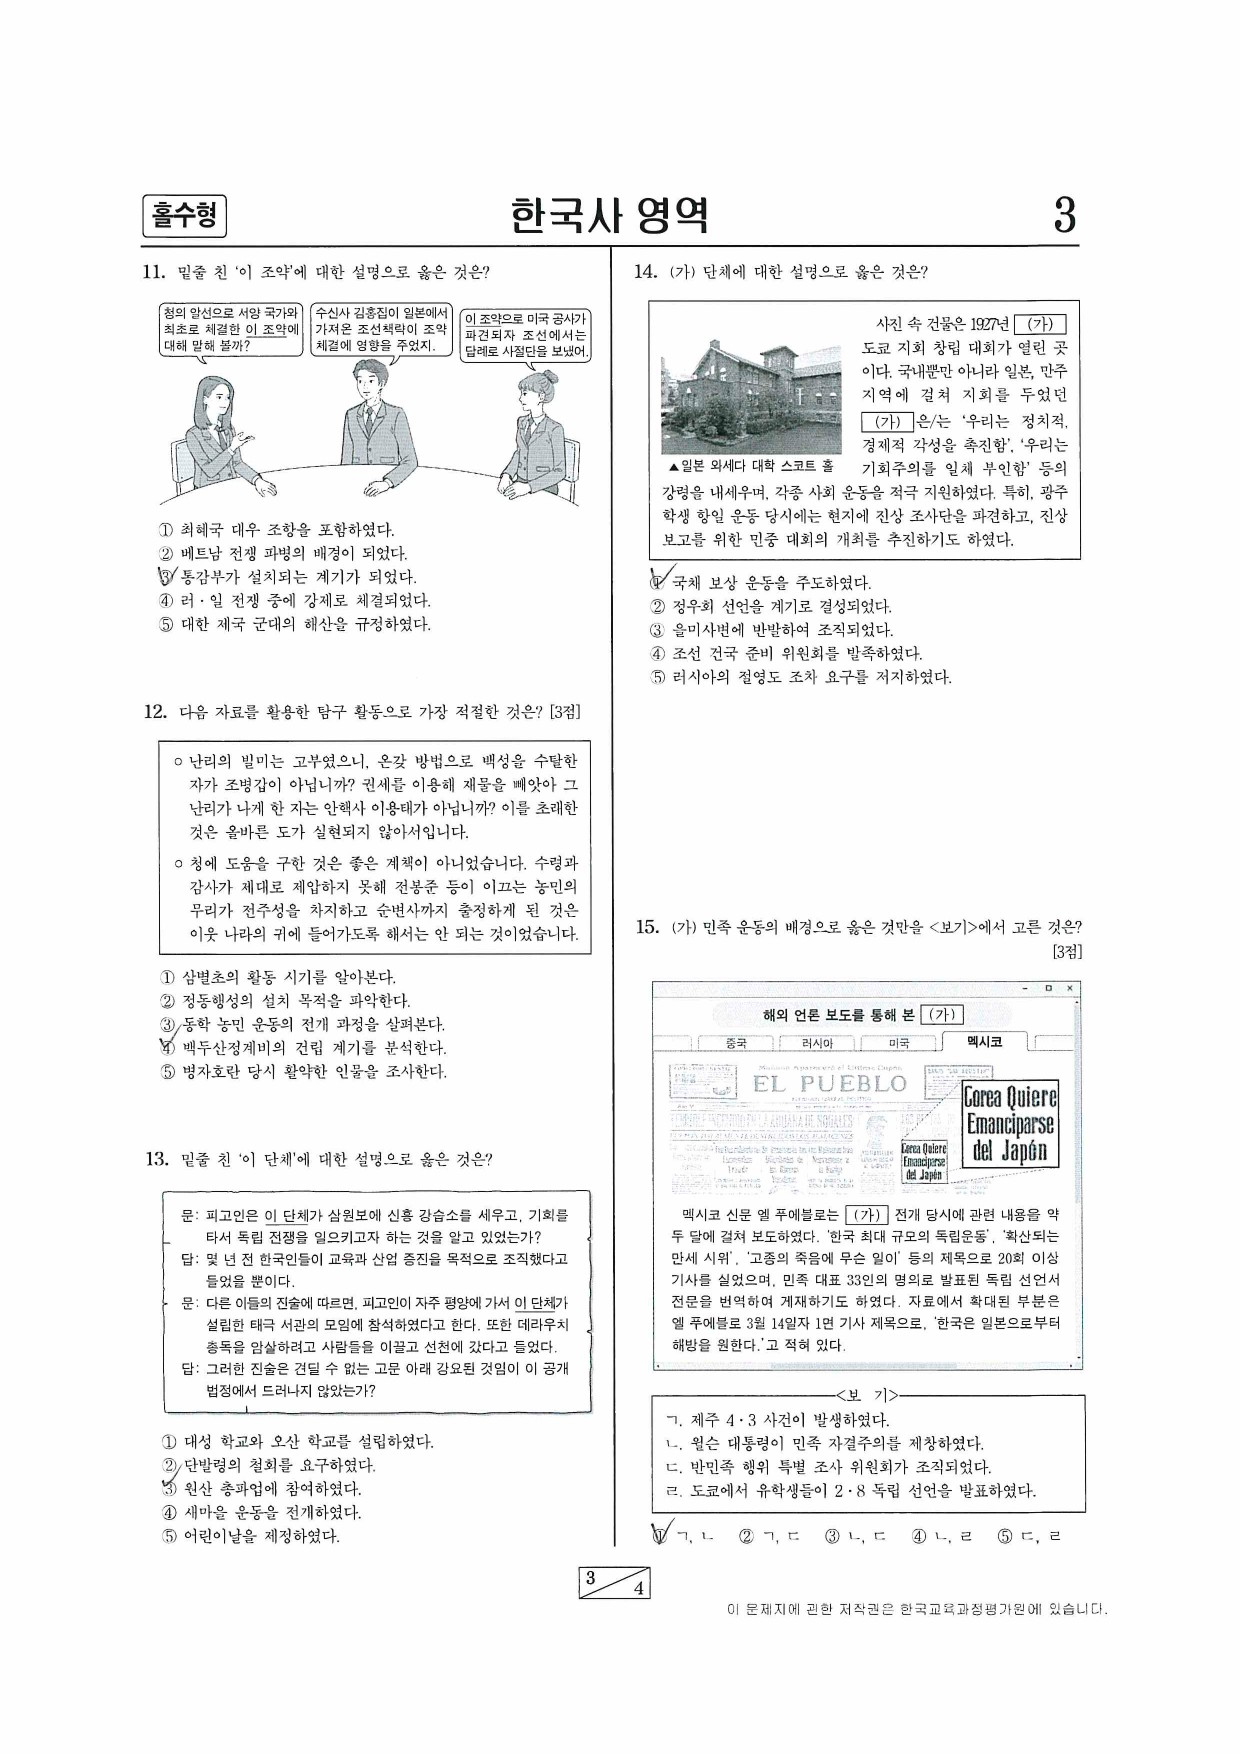 홀수형
한국사 영역
3
11. 밑줄 친 '이 조약'에 대한 설명으로 옳은 것은?
청의 알선으로 서양 국가와
최초로 체결한 이 조약에
대해 말해 볼까?
수신사 김홍집이 일본에서
가져온 조선책략이 조약
체결에 영향을 주었지.
이 조약으로 미국 공사가
파견되자 조선에서는
답례로 사절단을 보냈어.
① 최혜국 대우 조항을 포함하였다.
② 베트남 전쟁 파병의 배경이 되었다.
③ 통감부가 설치되는 계기가 되었다.
④ 러·일 전쟁 중에 강제로 체결되었다.
⑤ 대한 제국 군대의 해산을 규정하였다.
12. 다음 자료를 활용한 탐구 활동으로 가장 적절한 것은? [3점]
○ 난리의 빌미는 고부였으니, 온갖 방법으로 백성을 수탈한
자가 조병갑이 아닙니까? 권세를 이용해 재물을 빼앗아 그
난리가 나게 한 자는 안핵사 이용태가 아닙니까? 이를 초래한
것은 올바른 도가 실현되지 않아서입니다.
○ 청에 도움을 구한 것은 좋은 계책이 아니었습니다. 수령과
감사가 제대로 제압하지 못해 전봉준 등이 이끄는 농민의
무리가 전주성을 차지하고 순변사까지 출정하게 된 것은
이웃 나라의 귀에 들어가도록 해서는 안 되는 것이었습니다.
① 삼별초의 활동 시기를 알아본다.
② 정동행성의 설치 목적을 파악한다.
③ 동학 농민 운동의 전개 과정을 살펴본다.
④ 백두산정계비의 건립 계기를 분석한다.
⑤ 병자호란 당시 활약한 인물을 조사한다.
13. 밑줄 친 '이 단체'에 대한 설명으로 옳은 것은?
문: 피고인은 이 단체가 삼원보에 신흥 강습소를 세우고, 기회를
타서 독립 전쟁을 일으키고자 하는 것을 알고 있었는가?
답: 몇 년 전 한국인들이 교육과 산업 증진을 목적으로 조직했다고
들었을 뿐이다.
문: 다른 이들의 진술에 따르면, 피고인이 자주 평양에 가서 이 단체가
설립한 태극 서관의 모임에 참석하였다고 한다. 또한 데라우치
총독을 암살하려고 사람들을 이끌고 선천에 갔다고 들었다.
답: 그러한 진술은 견딜 수 없는 고문 아래 강요된 것임이 이 공개
법정에서 드러나지 않았는가?
① 대성 학교와 오산 학교를 설립하였다.
② 단발령의 철회를 요구하였다.
③ 원산 총파업에 참여하였다.
④ 새마을 운동을 전개하였다.
⑤ 어린이날을 제정하였다.
14. (가) 단체에 대한 설명으로 옳은 것은?
사진 속 건물은 1927년 (가)
도쿄 지회 창립 대회가 열린 곳
이다. 국내뿐만 아니라 일본, 만주
지역에 걸쳐 지회를 두었던
(가) 은/는 '우리는 정치적,
경제적 각성을 촉진함', '우리는
기회주의를 일체 부인함' 등의
▲일본 와세다 대학 스코트 홀
강령을 내세우며, 각종 사회 운동을 적극 지원하였다. 특히, 광주
학생 항일 운동 당시에는 현지에 진상 조사단을 파견하고, 진상
보고를 위한 민중 대회의 개최를 추진하기도 하였다.
① 국채 보상 운동을 주도하였다.
② 정우회 선언을 계기로 결성되었다.
③ 을미사변에 반발하여 조직되었다.
④ 조선 건국 준비 위원회를 발족하였다.
⑤ 러시아의 절영도 조차 요구를 저지하였다.
15. (가) 민족 운동의 배경으로 옳은 것만을 <보기>에서 고른 것은?
[3점]
해외 언론 보도를 통해 본 (가)
중국 러시아 미국 멕시코
EL PUEBLO
Corea Quiere
Emanciparse
del Japón
Corea Quiere
Emanciparse
del Japón
멕시코 신문 엘 푸에블로는 (가) 전개 당시에 관련 내용을 약
두 달에 걸쳐 보도하였다. '한국 최대 규모의 독립운동', '확산되는
만세 시위', '고종의 죽음에 무슨 일이' 등의 제목으로 20회 이상
기사를 실었으며, 민족 대표 33인의 명의로 발표된 독립 선언서
전문을 번역하여 게재하기도 하였다. 자료에서 확대된 부분은
엘 푸에블로 3월 14일자 1면 기사 제목으로, '한국은 일본으로부터
해방을 원한다.'고 적혀 있다.
<보 기>
ㄱ. 제주 4·3 사건이 발생하였다.
ㄴ. 윌슨 대통령이 민족 자결주의를 제창하였다.
ㄷ. 반민족 행위 특별 조사 위원회가 조직되었다.
ㄹ. 도쿄에서 유학생들이 2·8 독립 선언을 발표하였다.
① ㄱ, ㄴ ② ㄱ, ㄷ ③ ㄴ, ㄷ ④ ㄴ, ㄹ ⑤ ㄷ, ㄹ
3
4
이 문제지에 관한 저작권은 한국교육과정평가원에 있습니다.